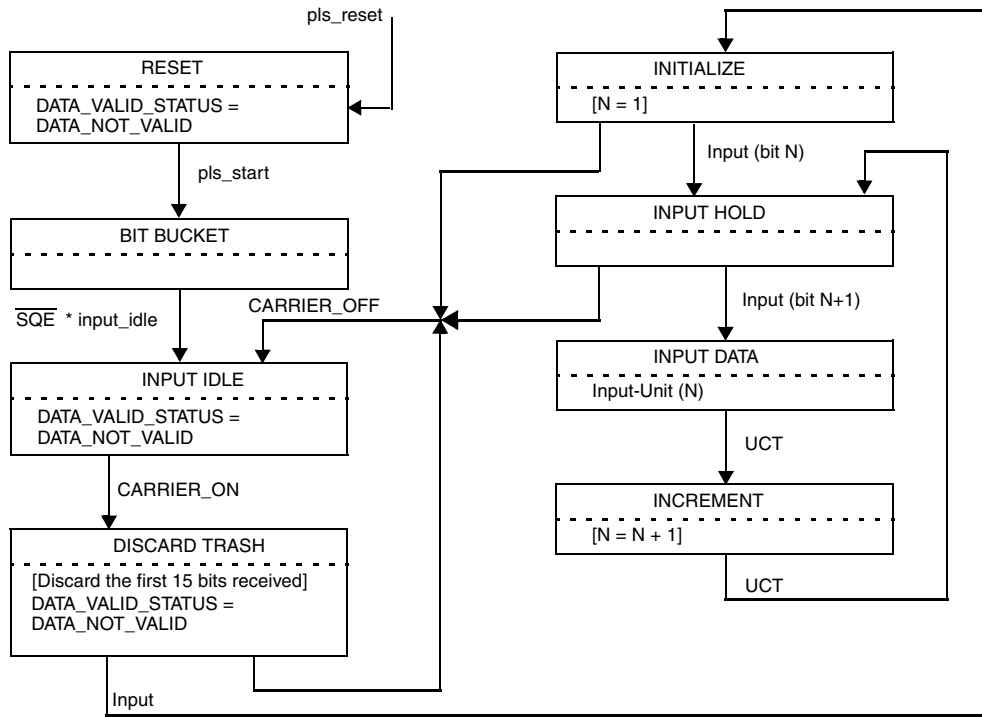 pls_reset
RESET
DATA_VALID_STATUS =
DATA_NOT_VALID
pls_start
BIT BUCKET
SQE * input_idle
CARRIER_OFF
INPUT IDLE
DATA_VALID_STATUS =
DATA_NOT_VALID
CARRIER_ON
DISCARD TRASH
[Discard the first 15 bits received]
DATA_VALID_STATUS =
DATA_NOT_VALID
Input
INITIALIZE
[N = 1]
Input (bit N)
INPUT HOLD
Input (bit N+1)
INPUT DATA
Input-Unit (N)
UCT
INCREMENT
[N = N + 1]
UCT